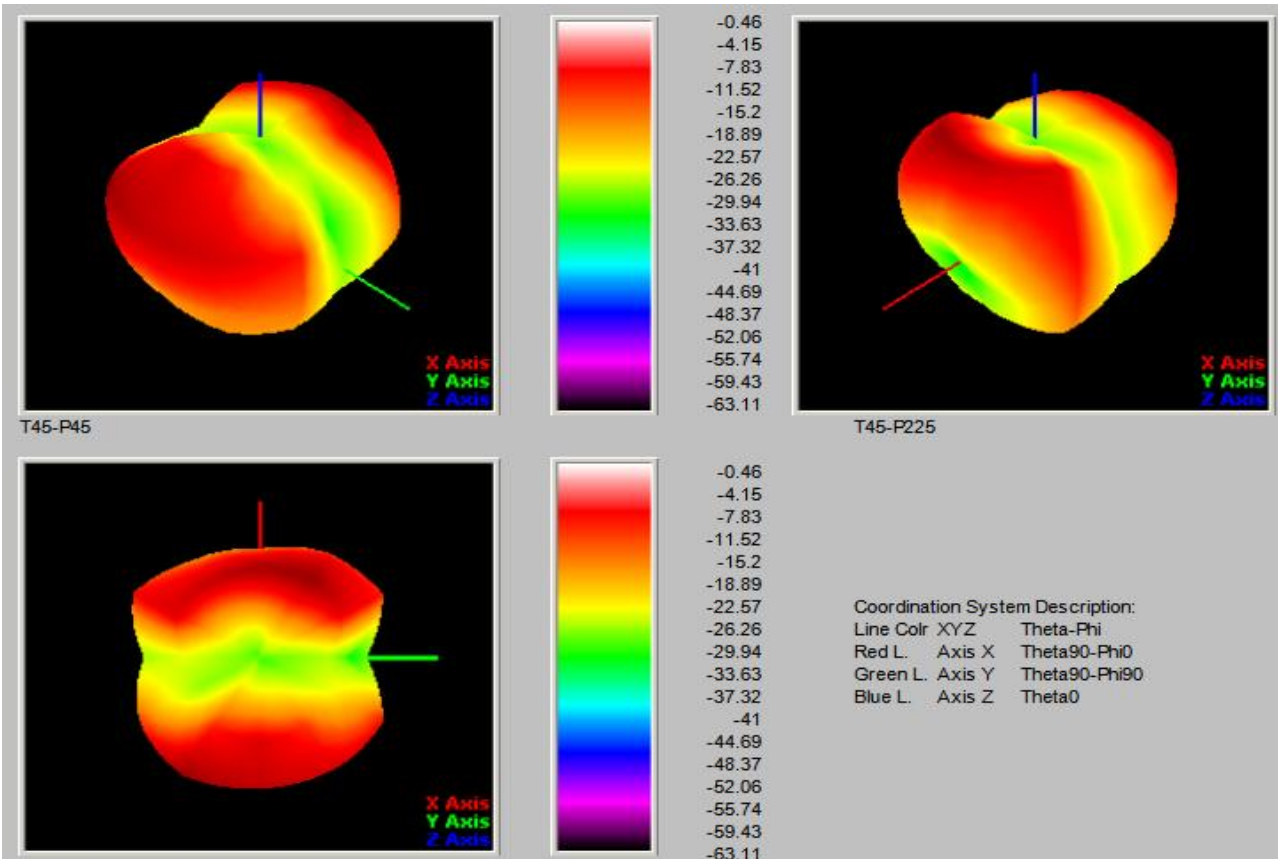 -0.46
-4.15
-7.83
-11.52
-15.2
-18.89
-22.57
-26.26
-29.94
-33.63
-37.32
-41
-44.69
-48.37
-52.06
-55.74
-59.43
-63.11
X Axis
Y Axis
Z Axis
X Axis
Y Axis
Z Axis
T45-P45
T45-P225
-0.46
-4.15
-7.83
-11.52
-15.2
-18.89
-22.57
-26.26
-29.94
-33.63
-37.32
-41
-44.69
-48.37
-52.06
-55.74
-59.43
-63.11
X Axis
Y Axis
Z Axis
Coordination System Description:
Line Colr XYZ Theta-Phi
Red L. Axis X Theta90-Phi0
Green L. Axis Y Theta90-Phi90
Blue L. Axis Z Theta0